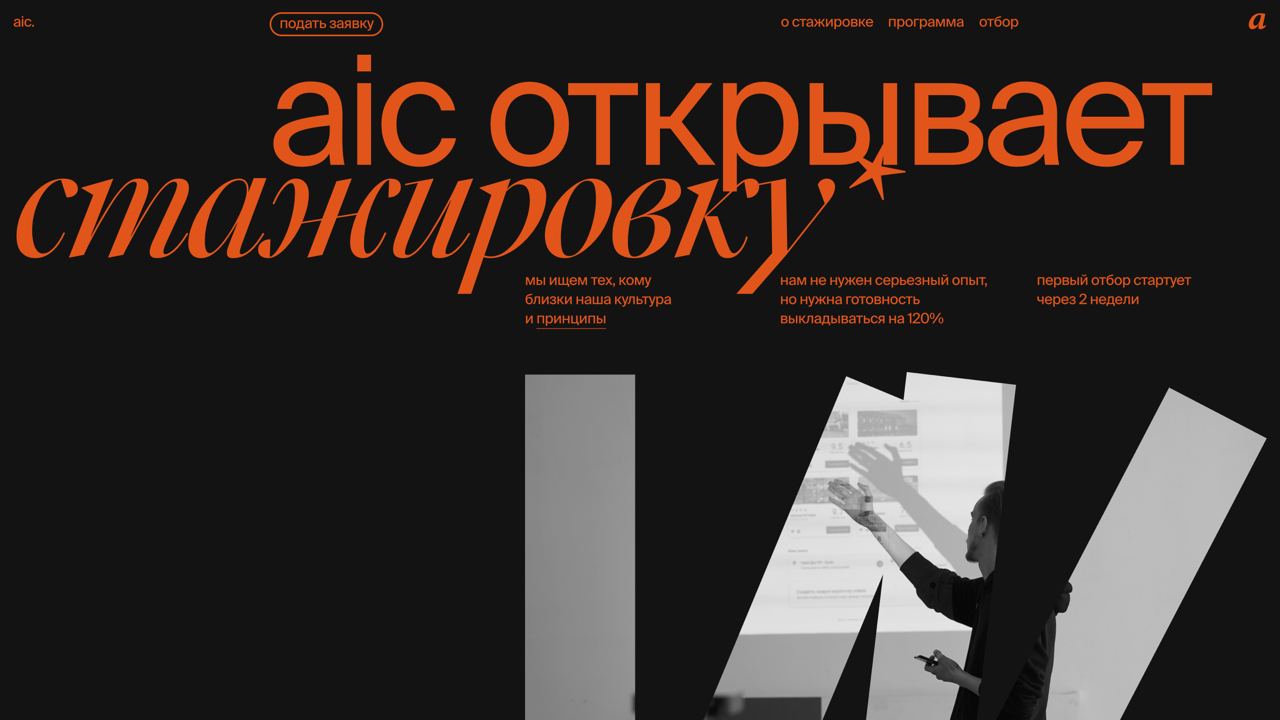 aic.
подать заявку
о стажировке
программа
отбор
a
aic открывает
стажировку*
мы ищем тех, кому
близки наша культура
и принципы
нам не нужен серьезный опыт,
но нужна готовность
выкладываться на 120%
первый отбор стартует
через 2 недели